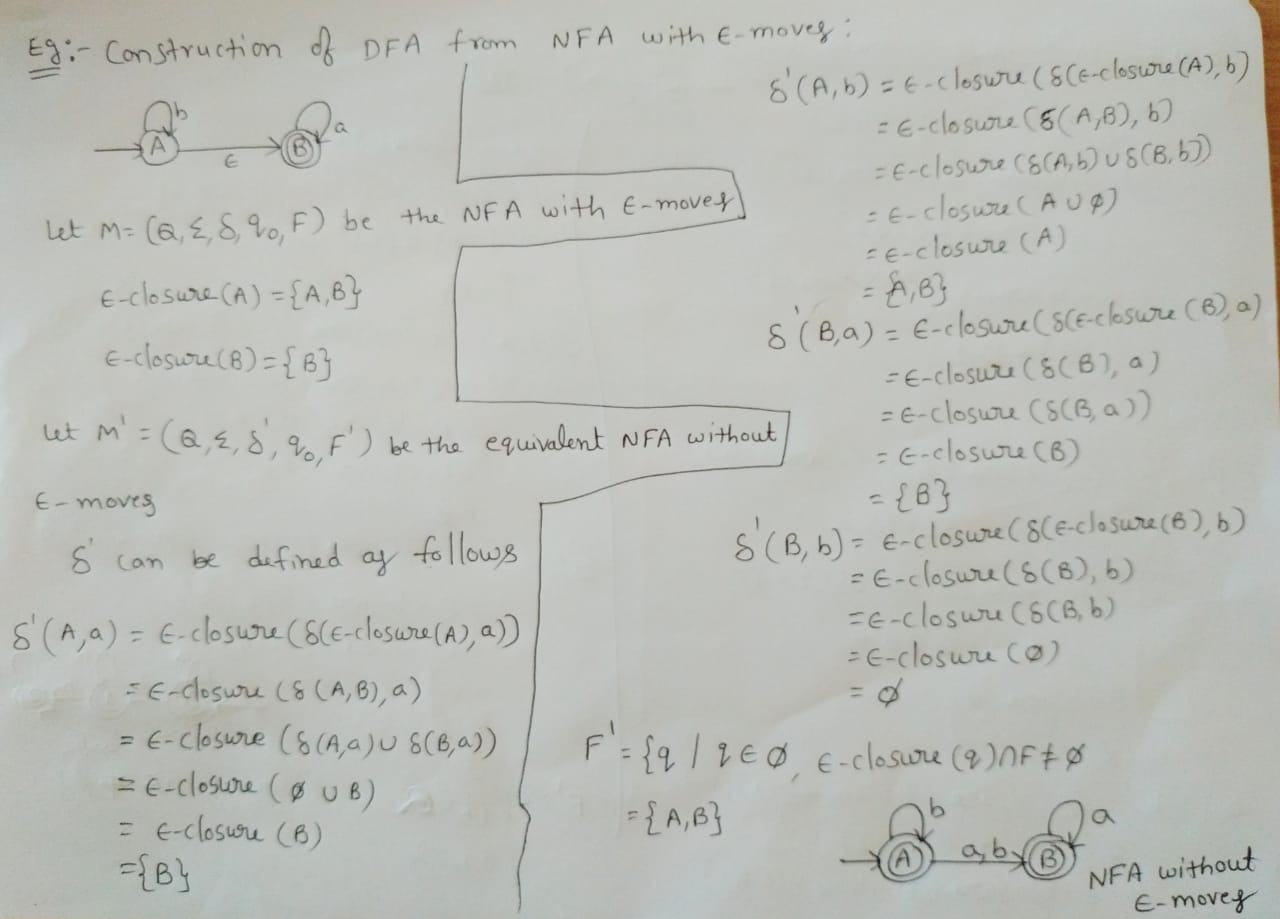 Eg:- Construction of DFA from NFA with ϵ-moves:
b
a
A
ϵ
B
Let M= (Q, Σ, δ, q₀, F) be the NFA with ϵ-moves
ϵ-closure(A) = {A,B}
ϵ-closure(B) = {B}
Let M' = (Q, Σ, δ', q₀, F') be the equivalent NFA without
ϵ-moves
δ' can be defined as follows
δ'(A,a) = ϵ-closure(δ(ϵ-closure(A), a))
= ϵ-closure (δ (A,B), a)
= ϵ-closure (δ(A,a) ∪ δ(B,a))
= ϵ-closure (ø ∪ B)
= ϵ-closure (B)
= {B}
δ'(A,b) = ϵ-closure (δ(ϵ-closure(A), b)
= ϵ-closure (δ(A,B), b)
= ϵ-closure (δ(A,b) ∪ δ(B,b))
= ϵ-closure (A ∪ ø)
= ϵ-closure (A)
= {A,B}
δ'(B,a) = ϵ-closure(δ(ϵ-closure (B), a)
= ϵ-closure (δ(B), a)
= ϵ-closure (δ(B,a))
= ϵ-closure (B)
= {B}
δ'(B,b) = ϵ-closure(δ(ϵ-closure(B), b)
= ϵ-closure(δ(B), b)
= ϵ-closure (δ(B,b)
= ϵ-closure (ø)
= ø
F' = {q / q ∈ ø, ϵ-closure (q) ∩ F ≠ ø
= {A,B}
b
a
A
a,b
B
NFA without
ϵ-moves